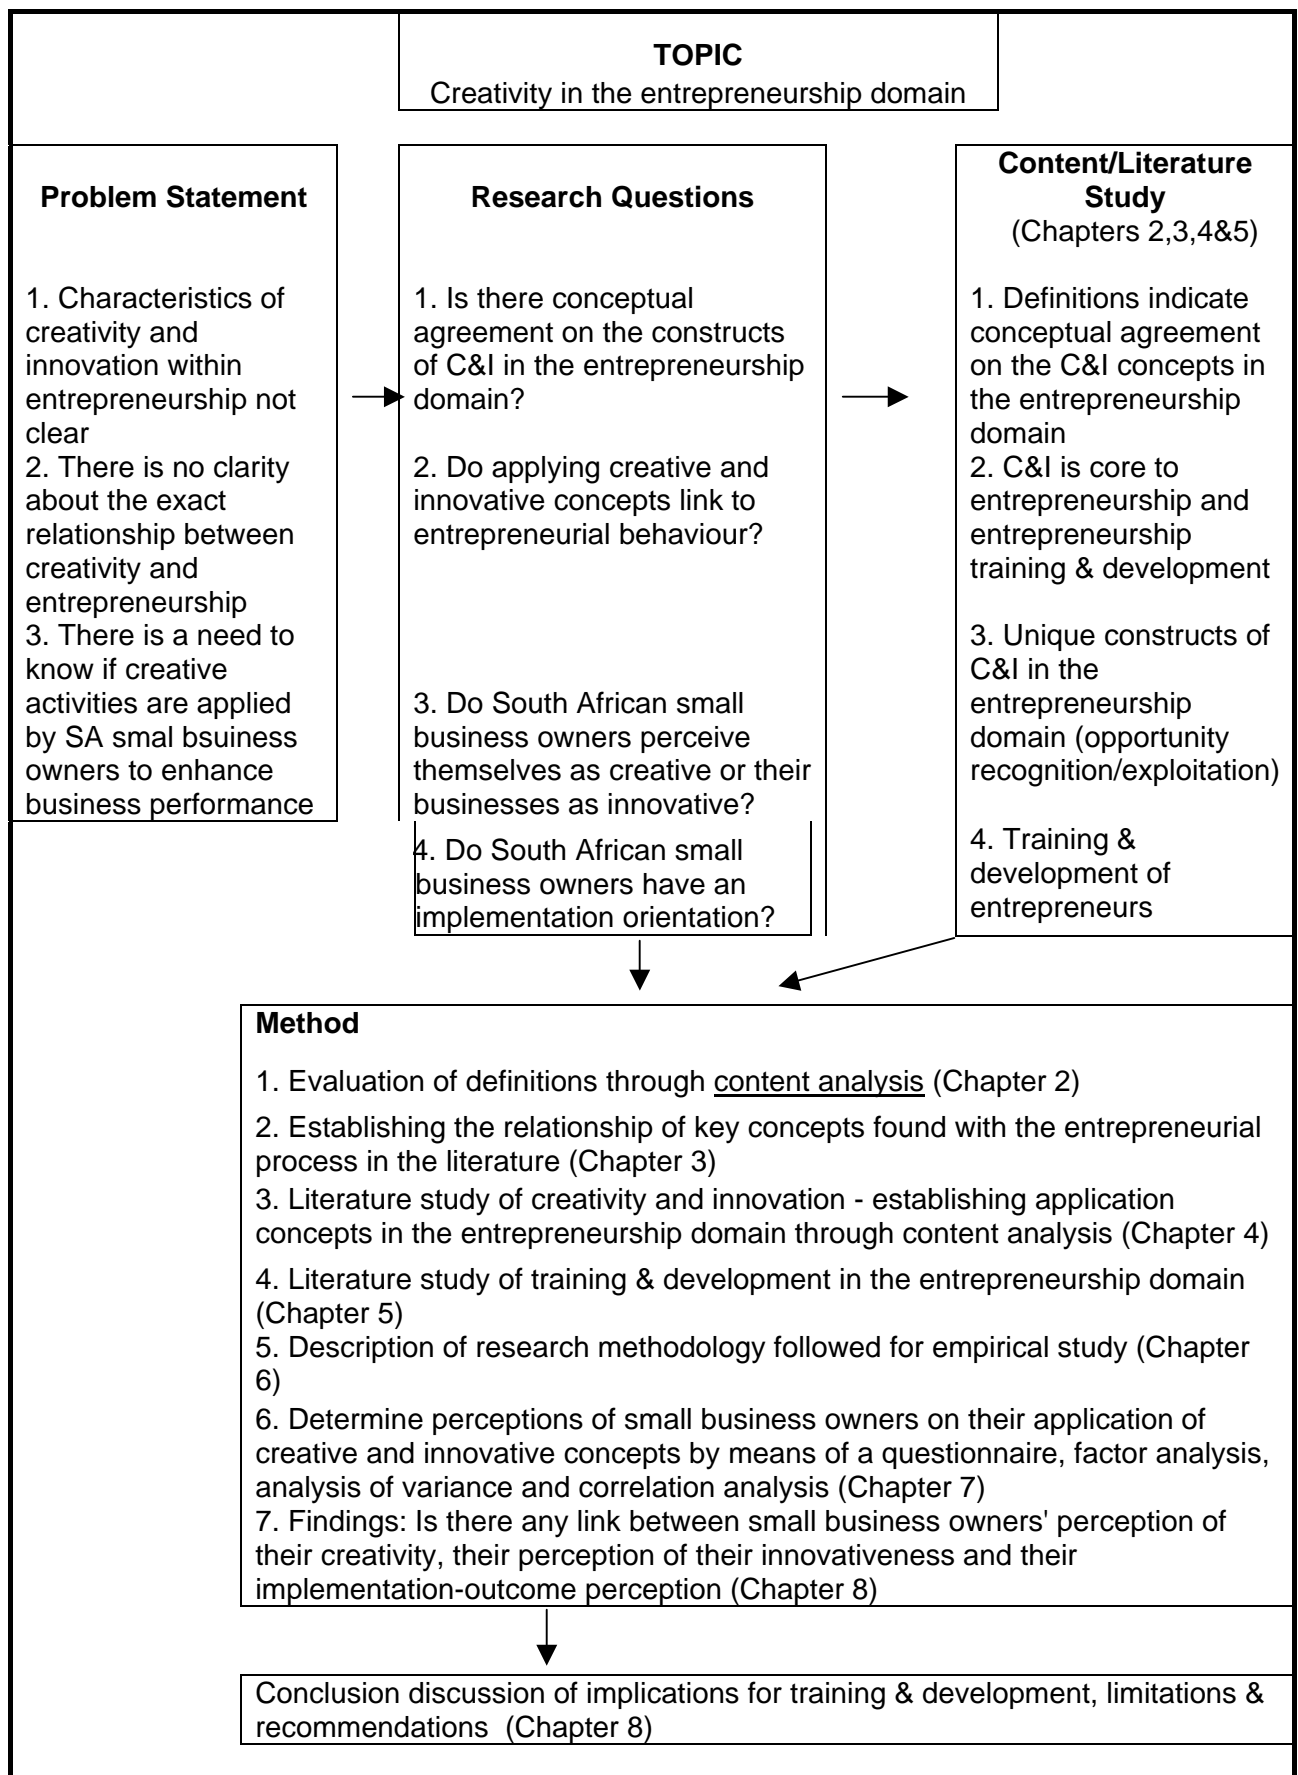 TOPIC
Creativity in the entrepreneurship domain
Problem Statement
1. Characteristics of
creativity and
innovation within
entrepreneurship not
clear
2. There is no clarity
about the exact
relationship between
creativity and
entrepreneurship
3. There is a need to
know if creative
activities are applied
by SA smal bsuiness
owners to enhance
business performance
Research Questions
1. Is there conceptual
agreement on the constructs
of C&I in the entrepreneurship
domain?
2. Do applying creative and
innovative concepts link to
entrepreneurial behaviour?
3. Do South African small
business owners perceive
themselves as creative or their
businesses as innovative?
4. Do South African small
business owners have an
implementation orientation?
Content/Literature
Study
(Chapters 2,3,4&5)
1. Definitions indicate
conceptual agreement
on the C&I concepts in
the entrepreneurship
domain
2. C&I is core to
entrepreneurship and
entrepreneurship
training & development
3. Unique constructs of
C&I in the
entrepreneurship
domain (opportunity
recognition/exploitation)
4. Training &
development of
entrepreneurs
Method
1. Evaluation of definitions through content analysis (Chapter 2)
2. Establishing the relationship of key concepts found with the entrepreneurial
process in the literature (Chapter 3)
3. Literature study of creativity and innovation - establishing application
concepts in the entrepreneurship domain through content analysis (Chapter 4)
4. Literature study of training & development in the entrepreneurship domain
(Chapter 5)
5. Description of research methodology followed for empirical study (Chapter
6)
6. Determine perceptions of small business owners on their application of
creative and innovative concepts by means of a questionnaire, factor analysis,
analysis of variance and correlation analysis (Chapter 7)
7. Findings: Is there any link between small business owners' perception of
their creativity, their perception of their innovativeness and their
implementation-outcome perception (Chapter 8)
Conclusion discussion of implications for training & development, limitations &
recommendations (Chapter 8)